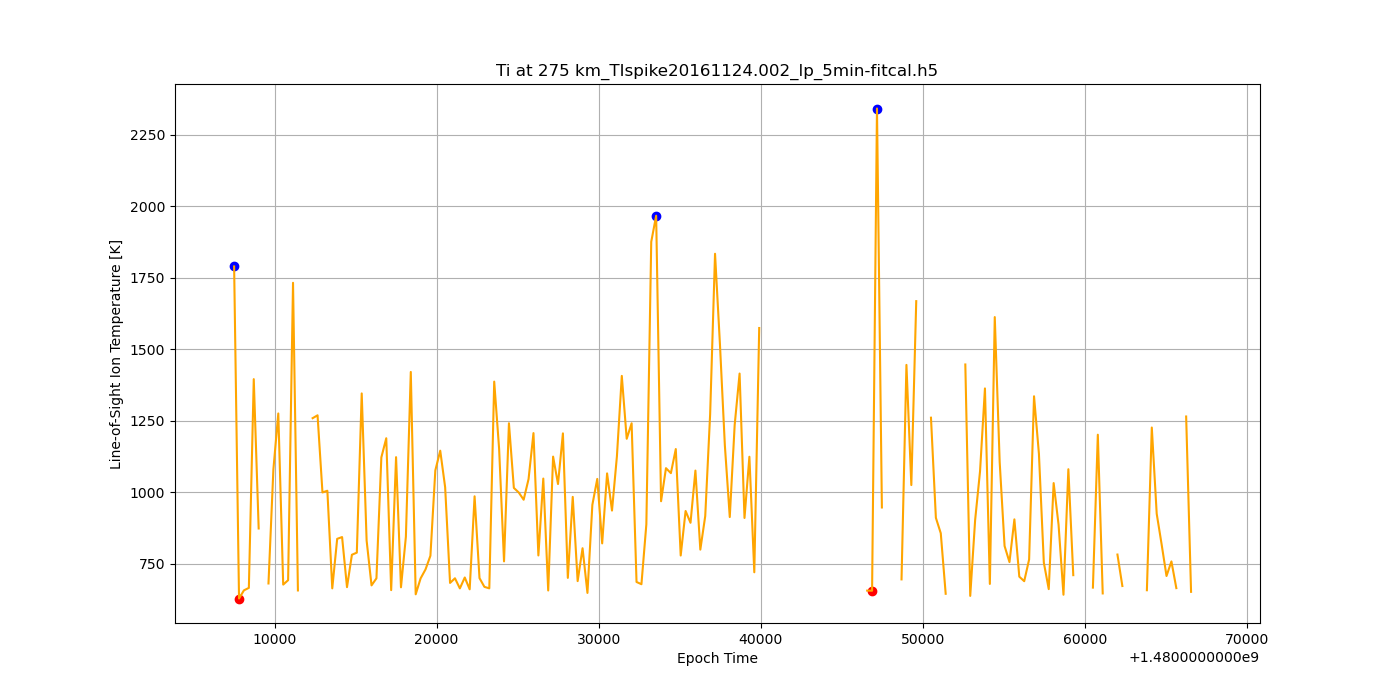 Ti at 275 km_TIspike20161124.002_lp_5min-fitcal.h5
Line-of-Sight Ion Temperature [K]
2250
2000
1750
1500
1250
1000
750
10000 20000 30000 40000 50000 60000 70000
Epoch Time
+1.4800000000e9